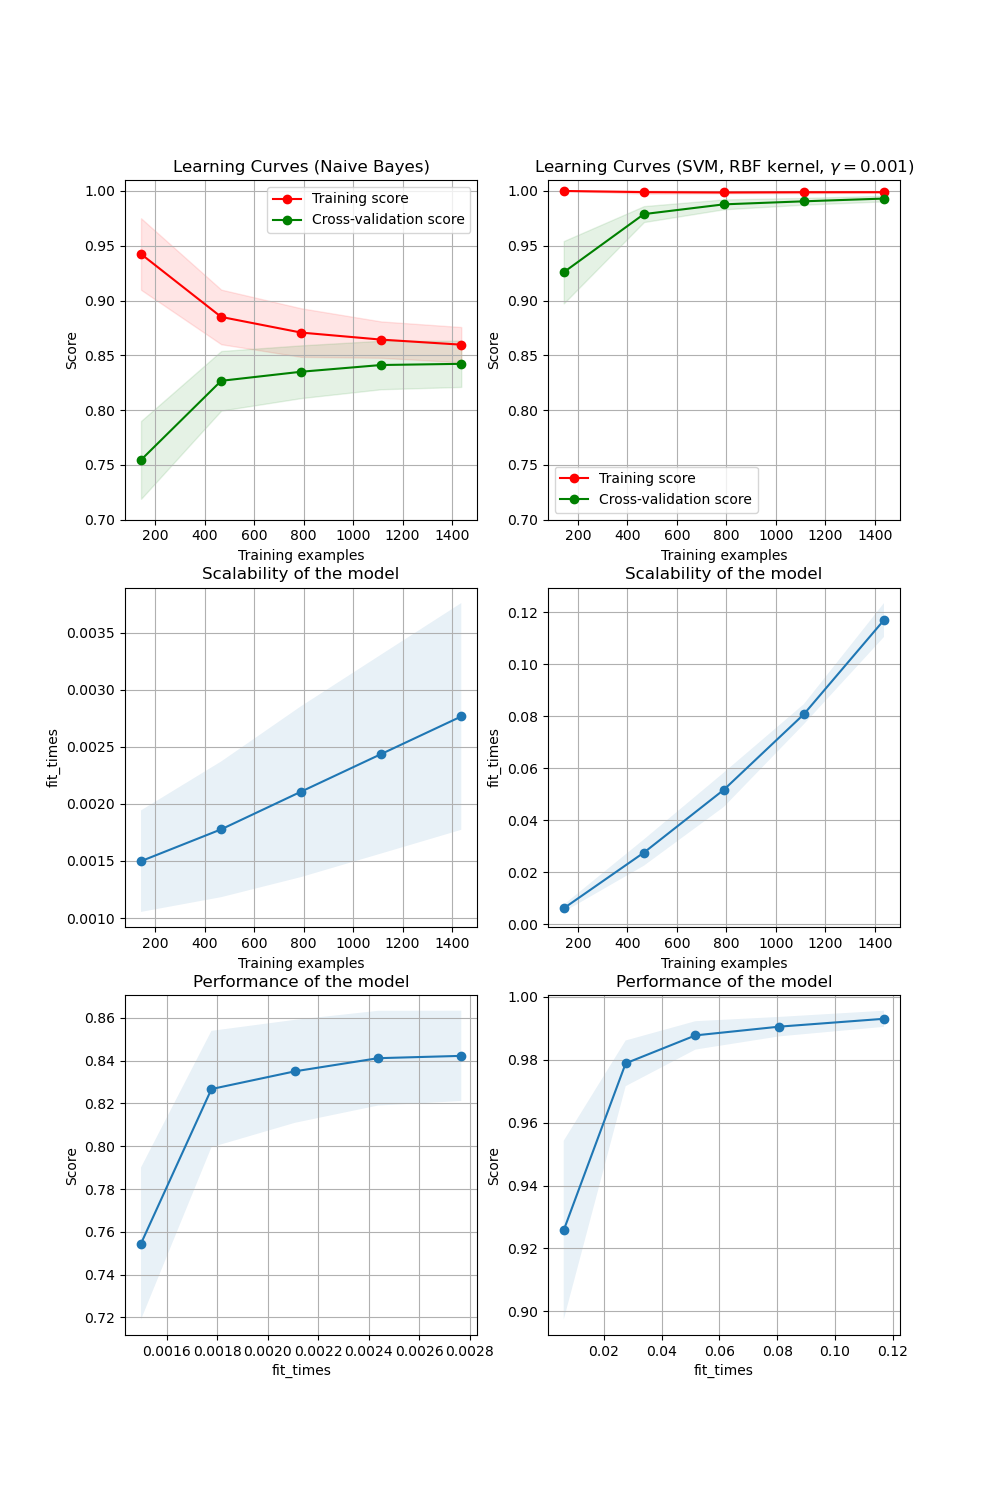 Learning Curves (Naive Bayes)
1.00
0.95
0.90
0.85
0.80
0.75
0.70
Score
Training score
Cross-validation score
200 400 600 800 1000 1200 1400
Training examples
Learning Curves (SVM, RBF kernel, γ = 0.001)
1.00
0.95
0.90
0.85
0.80
0.75
0.70
Score
Training score
Cross-validation score
200 400 600 800 1000 1200 1400
Training examples
Scalability of the model
0.0035
0.0030
0.0025
0.0020
0.0015
0.0010
fit_times
200 400 600 800 1000 1200 1400
Training examples
Scalability of the model
0.12
0.10
0.08
0.06
0.04
0.02
0.00
fit_times
200 400 600 800 1000 1200 1400
Training examples
Performance of the model
0.86
0.84
0.82
0.80
0.78
0.76
0.74
0.72
Score
0.0016 0.0018 0.0020 0.0022 0.0024 0.0026 0.0028
fit_times
Performance of the model
1.00
0.98
0.96
0.94
0.92
0.90
Score
0.02 0.04 0.06 0.08 0.10 0.12
fit_times